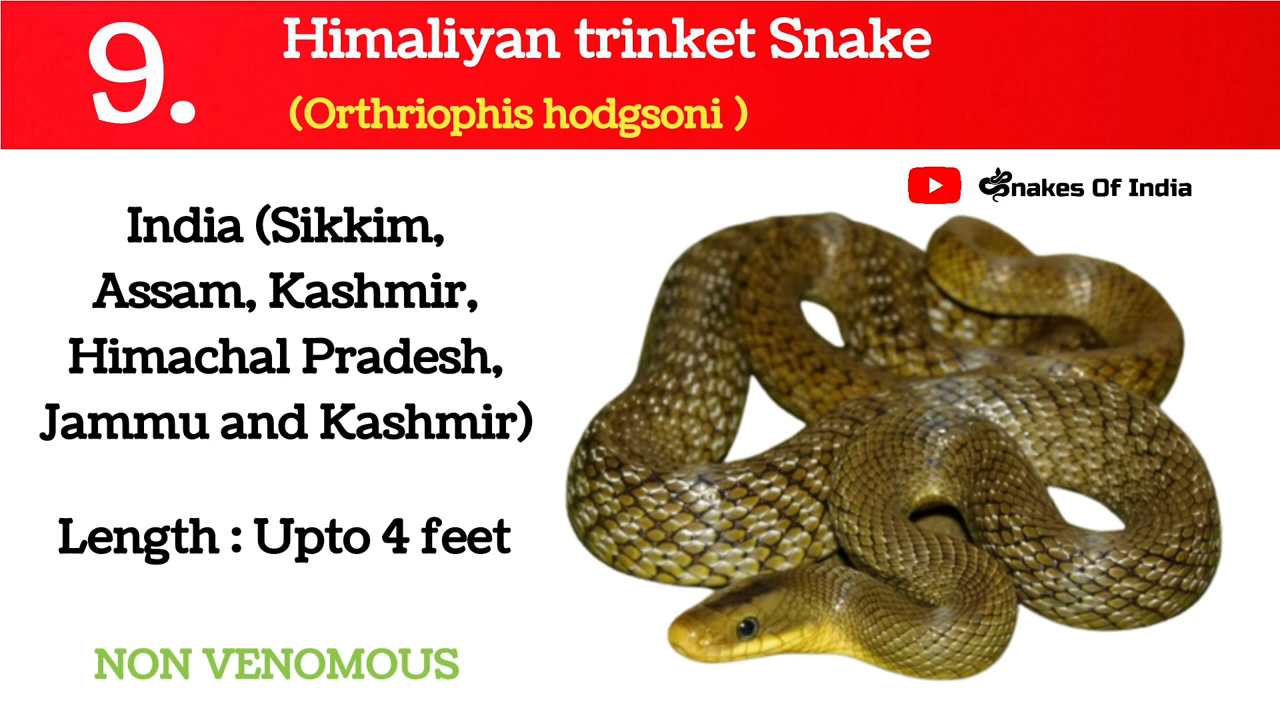 9.
Himaliyan trinket Snake
(Orthriophis hodgsoni )
Snakes Of India
India (Sikkim,
Assam, Kashmir,
Himachal Pradesh,
Jammu and Kashmir)
Length : Upto 4 feet
NON VENOMOUS